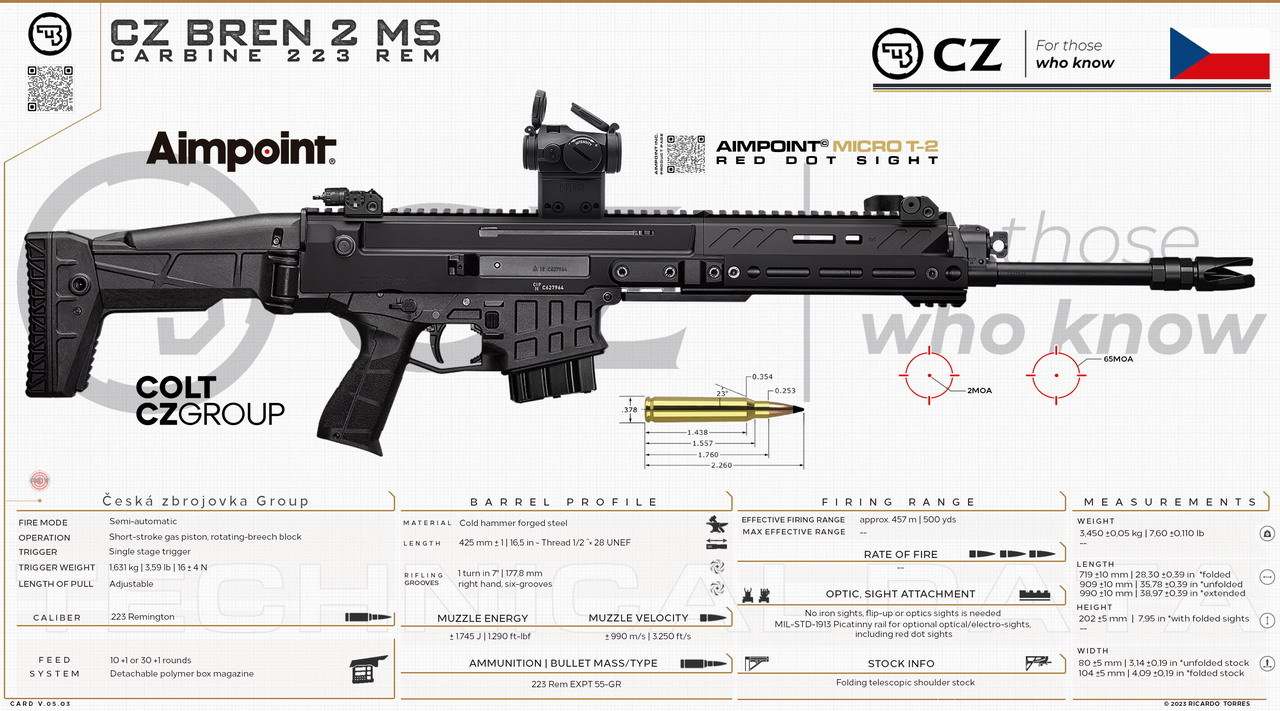 CZ BREN 2 MS
CARBINE 223 REM
CZ
For those
who know
Aimpoint®
AIMPOINT® MICRO T-2
RED DOT SIGHT
those
who know
C627964
C627964
COLT
CZGROUP
65MOA
2MOA
0.354
23°
0.253
.378
1.438
1.557
1.760
2.260
Česká zbrojovka Group
FIRE MODE Semi-automatic
OPERATION Short-stroke gas piston, rotating-breech block
TRIGGER Single stage trigger
TRIGGER WEIGHT 1,631 kg | 3,59 lb | 16 ± 4 N
LENGTH OF PULL Adjustable
CALIBER 223 Remington
FEED
SYSTEM
10 +1 or 30 +1 rounds
Detachable polymer box magazine
BARREL PROFILE
MATERIAL Cold hammer forged steel
LENGTH 425 mm ± 1 | 16,5 in - Thread 1/2 "× 28 UNEF
RIFLING
GROOVES
1 turn in 7" | 177,8 mm
right hand, six-grooves
MUZZLE ENERGY MUZZLE VELOCITY
± 1.745 J | 1.290 ft-lbf ± 990 m/s | 3.250 ft/s
AMMUNITION | BULLET MASS/TYPE
223 Rem EXPT 55-GR
FIRING RANGE
EFFECTIVE FIRING RANGE approx. 457 m | 500 yds
MAX EFFECTIVE RANGE --
RATE OF FIRE
--
OPTIC, SIGHT ATTACHMENT
No iron sights, flip-up or optics sights is needed
MIL-STD-1913 Picatinny rail for optional optical/electro-sights,
including red dot sights
STOCK INFO
Folding telescopic shoulder stock
MEASUREMENTS
WEIGHT
3,450 ±0,05 kg | 7,60 ±0,110 lb
--
LENGTH
719 ±10 mm | 28,30 ±0,39 in *folded
909 ±10 mm | 35,78 ±0,39 in *unfolded
990 ±10 mm | 38,97 ±0,39 in *extended
HEIGHT
202 ±5 mm | 7,95 in *with folded sights
--
WIDTH
80 ±5 mm | 3,14 ±0,19 in *unfolded stock
104 ±5 mm | 4,09 ±0,19 in *folded stock
TECHNICAL DATA
CARD V.05.03
© 2023 RICARDO TORRES